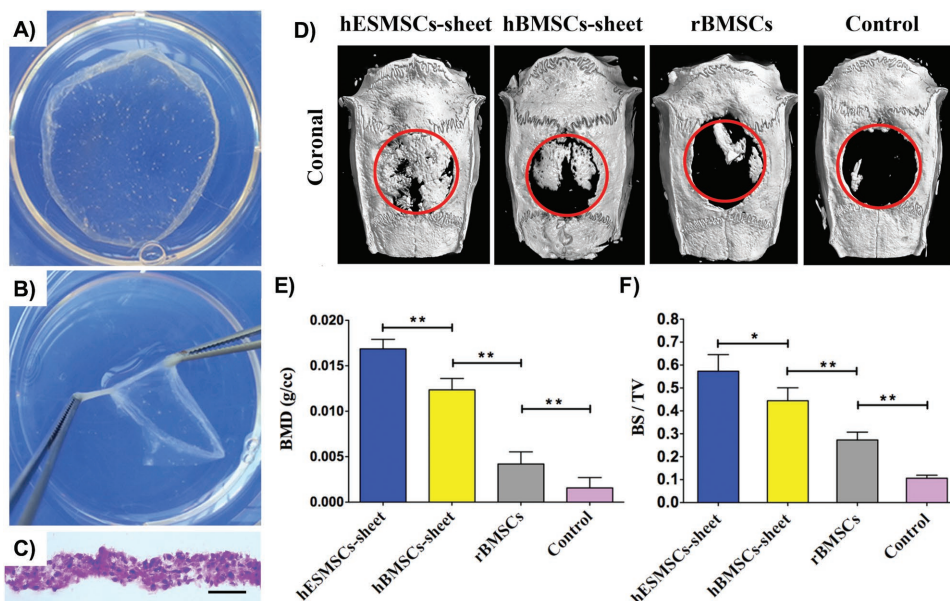 A)
B)
C)
D)
hESMSCs-sheet hBMSCs-sheet rBMSCs Control
Coronal
E)
BMD (g/cc)
0.020
0.015
0.010
0.005
0.000
**
**
**
hESMSCs-sheet
hBMSCs-sheet
rBMSCs
Control
F)
BS / TV
0.8
0.7
0.6
0.5
0.4
0.3
0.2
0.1
0.0
*
**
**
hESMSCs-sheet
hBMSCs-sheet
rBMSCs
Control